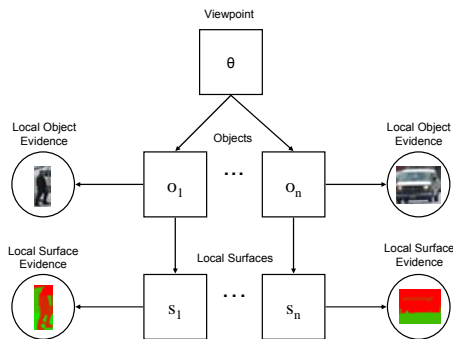 Viewpoint
θ
Local Object
Evidence
Objects
Local Object
Evidence
o1
...
on
Local Surface
Evidence
Local Surfaces
Local Surface
Evidence
s1
...
sn